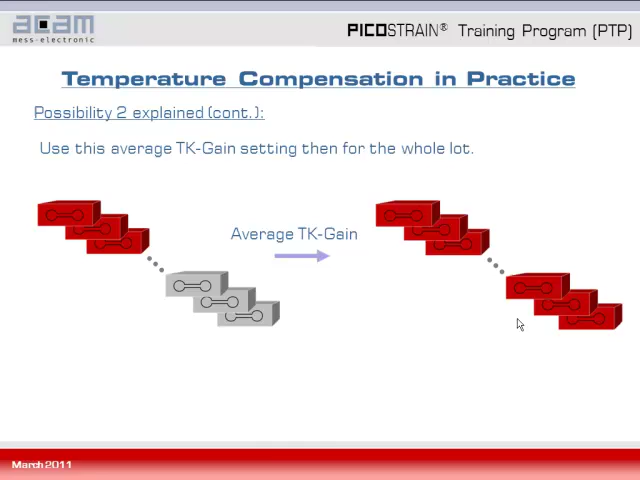 acam
mess-electronic
PICOSTRAIN® Training Program (PTP)
Temperature Compensation in Practice
Possibility 2 explained (cont.):
Use this average TK-Gain setting then for the whole lot.
Average TK-Gain
March 2011